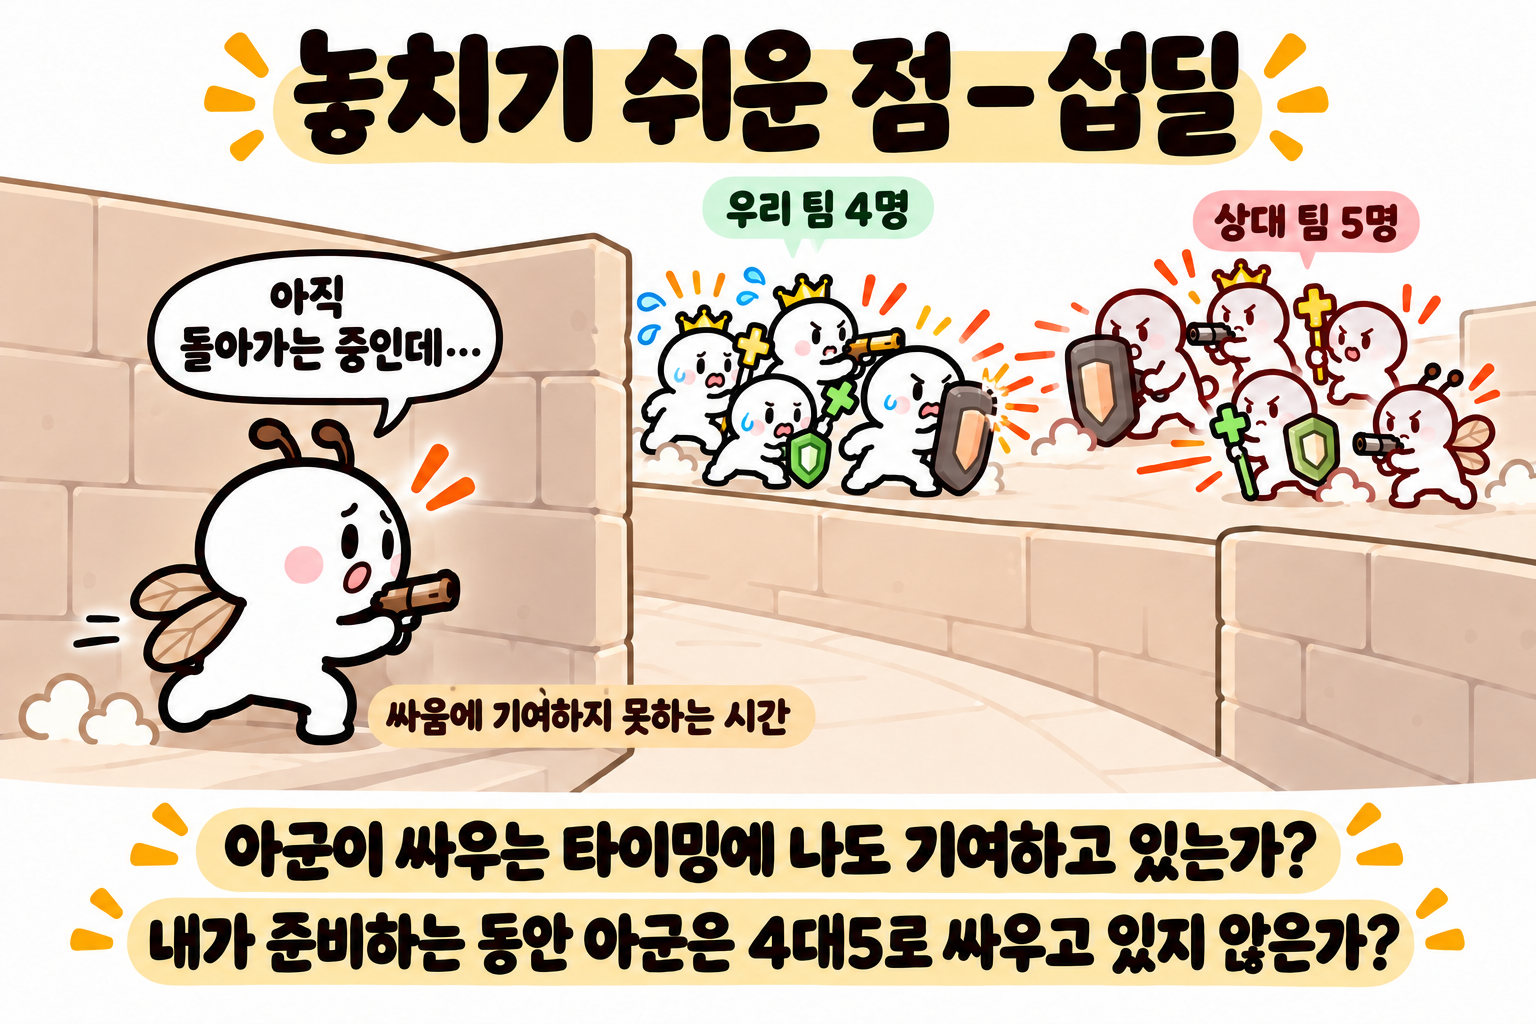 놓치기 쉬운 점 - 섭딜
우리 팀 4명
상대 팀 5명
아직
돌아가는 중인데...
싸움에 기여하지 못하는 시간
아군이 싸우는 타이밍에 나도 기여하고 있는가?
내가 준비하는 동안 아군은 4대5로 싸우고 있지 않은가?